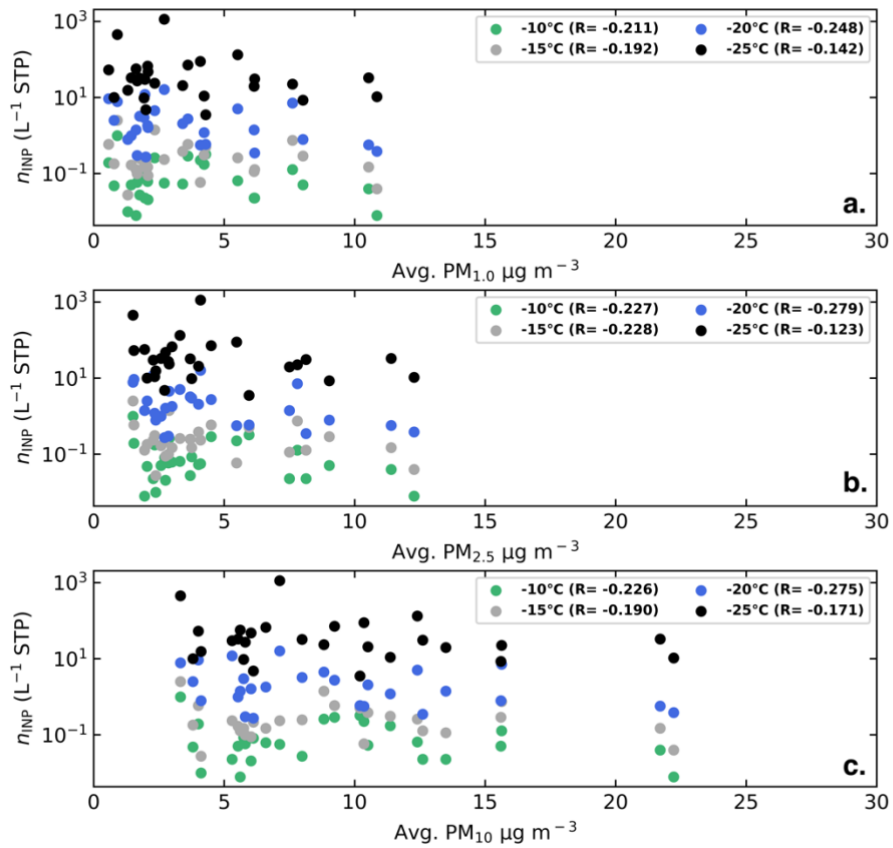 -10°C (R= -0.211) -20°C (R= -0.248)
-15°C (R= -0.192) -25°C (R= -0.142)
10³
10¹
10⁻¹
n_INP (L⁻¹ STP)
a.
0 5 10 15 20 25 30
Avg. PM₁.₀ µg m⁻³
-10°C (R= -0.227) -20°C (R= -0.279)
-15°C (R= -0.228) -25°C (R= -0.123)
10³
10¹
10⁻¹
n_INP (L⁻¹ STP)
b.
0 5 10 15 20 25 30
Avg. PM₂.₅ µg m⁻³
-10°C (R= -0.226) -20°C (R= -0.275)
-15°C (R= -0.190) -25°C (R= -0.171)
10³
10¹
10⁻¹
n_INP (L⁻¹ STP)
c.
0 5 10 15 20 25 30
Avg. PM₁₀ µg m⁻³